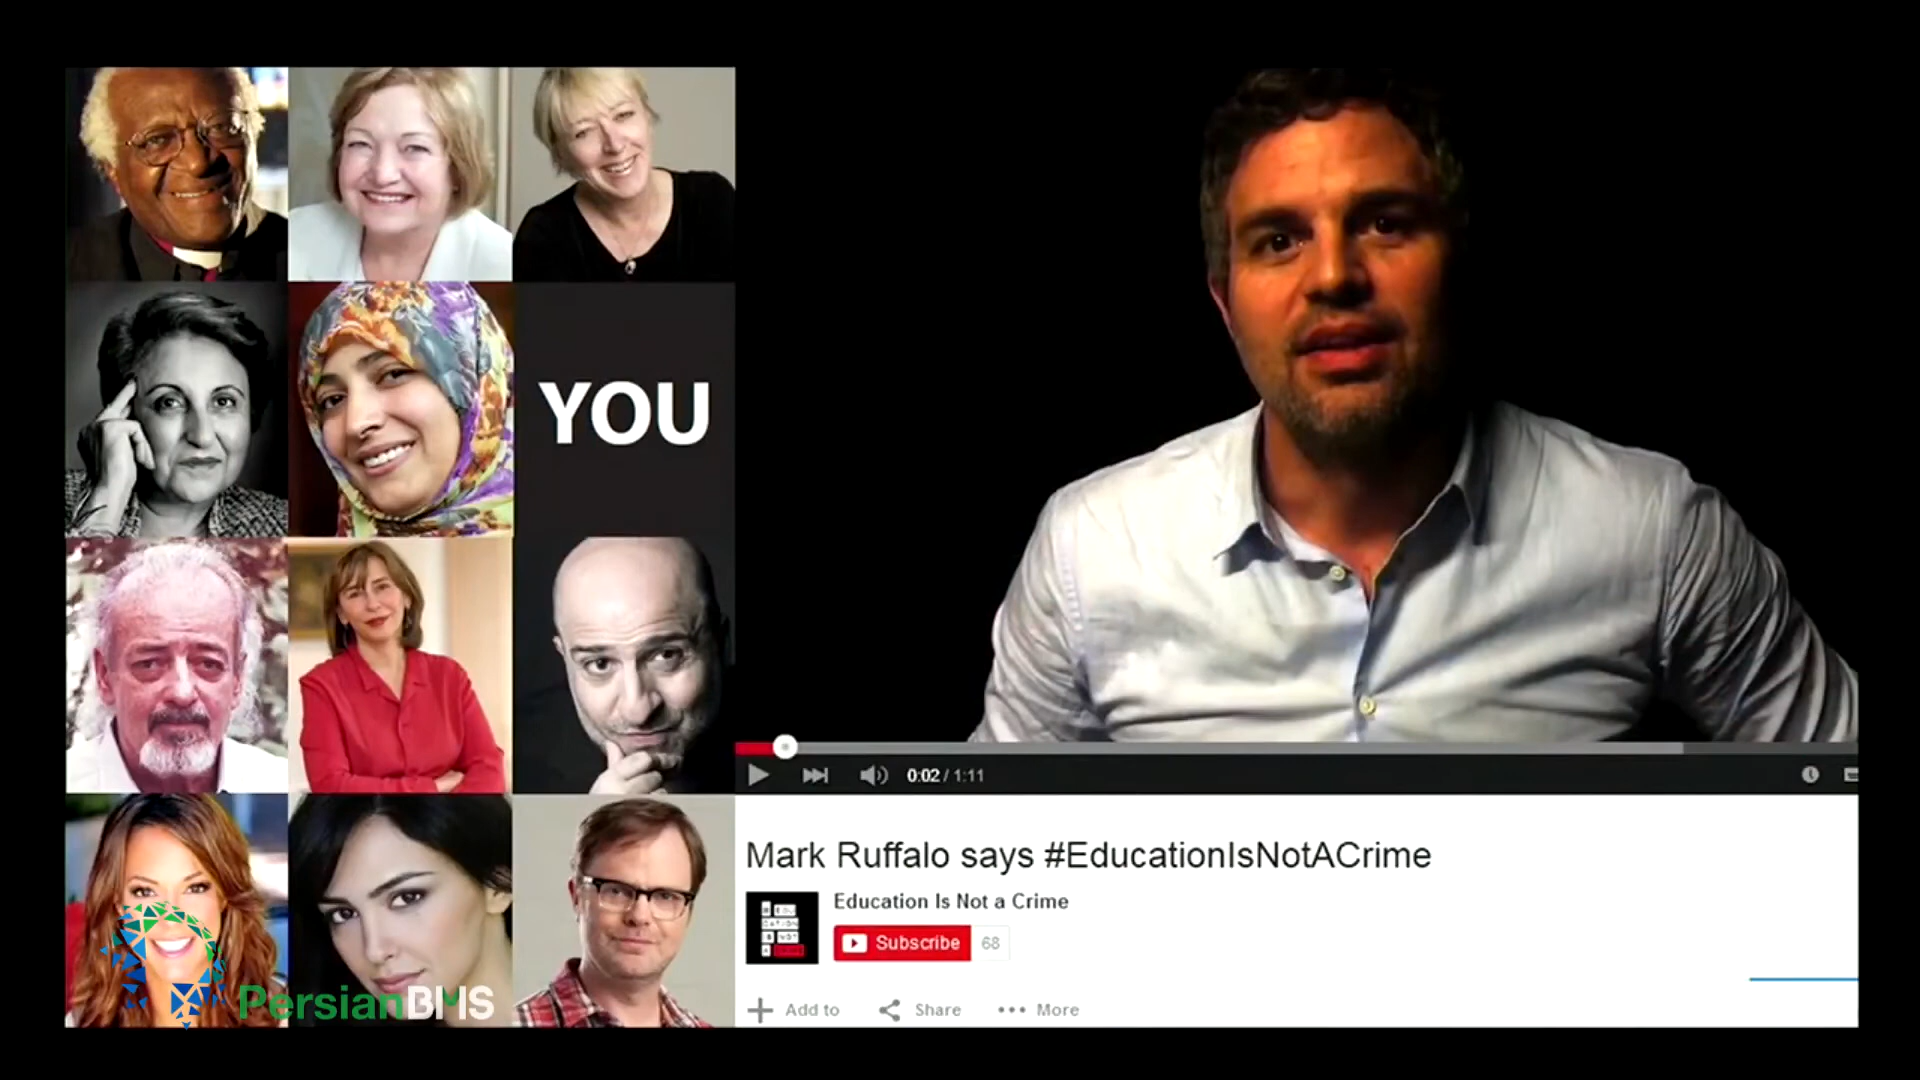 YOU
0:02 / 1:11
Mark Ruffalo says #EducationIsNotACrime
Education Is Not a Crime
Subscribe 68
Add to Share More
PersianBMS